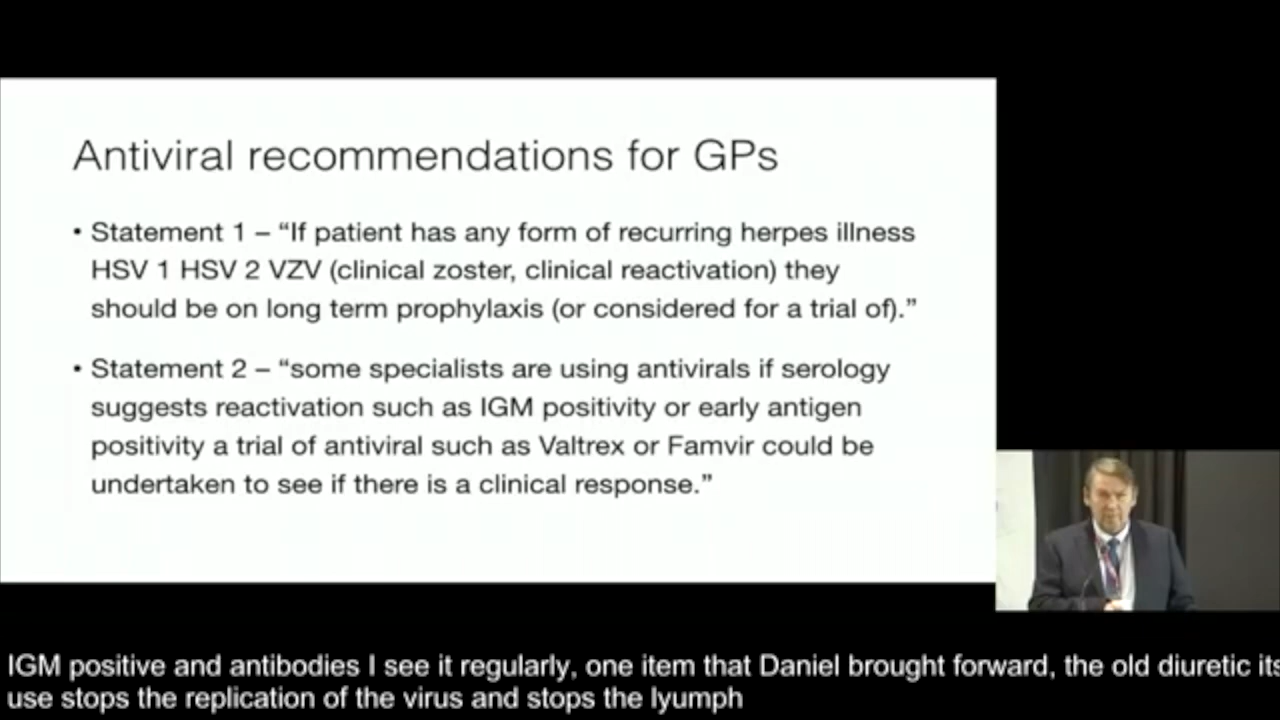 Antiviral recommendations for GPs
• Statement 1 – “If patient has any form of recurring herpes illness
HSV 1 HSV 2 VZV (clinical zoster, clinical reactivation) they
should be on long term prophylaxis (or considered for a trial of).”
• Statement 2 – “some specialists are using antivirals if serology
suggests reactivation such as IGM positivity or early antigen
positivity a trial of antiviral such as Valtrex or Famvir could be
undertaken to see if there is a clinical response.”
IGM positive and antibodies I see it regularly, one item that Daniel brought forward, the old diuretic its
use stops the replication of the virus and stops the lyumph